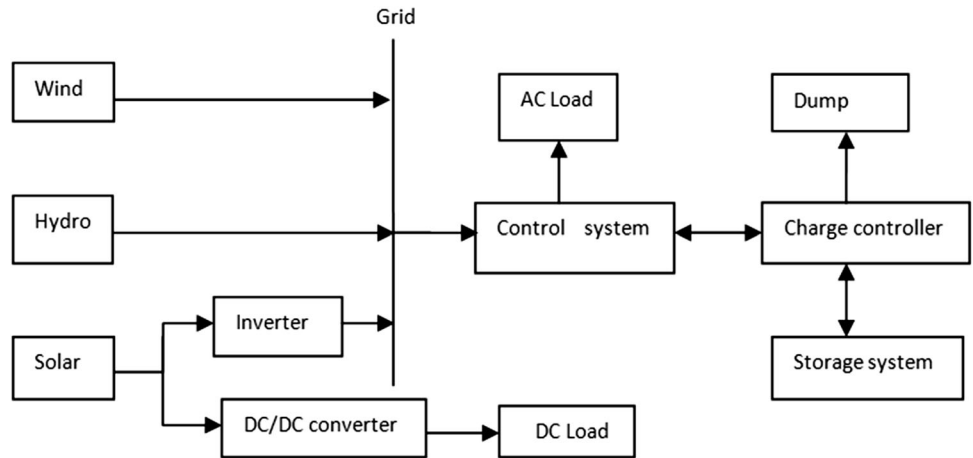 Grid
Wind
AC Load
Dump
Hydro
Control system
Charge controller
Inverter
Solar
Storage system
DC/DC converter
DC Load